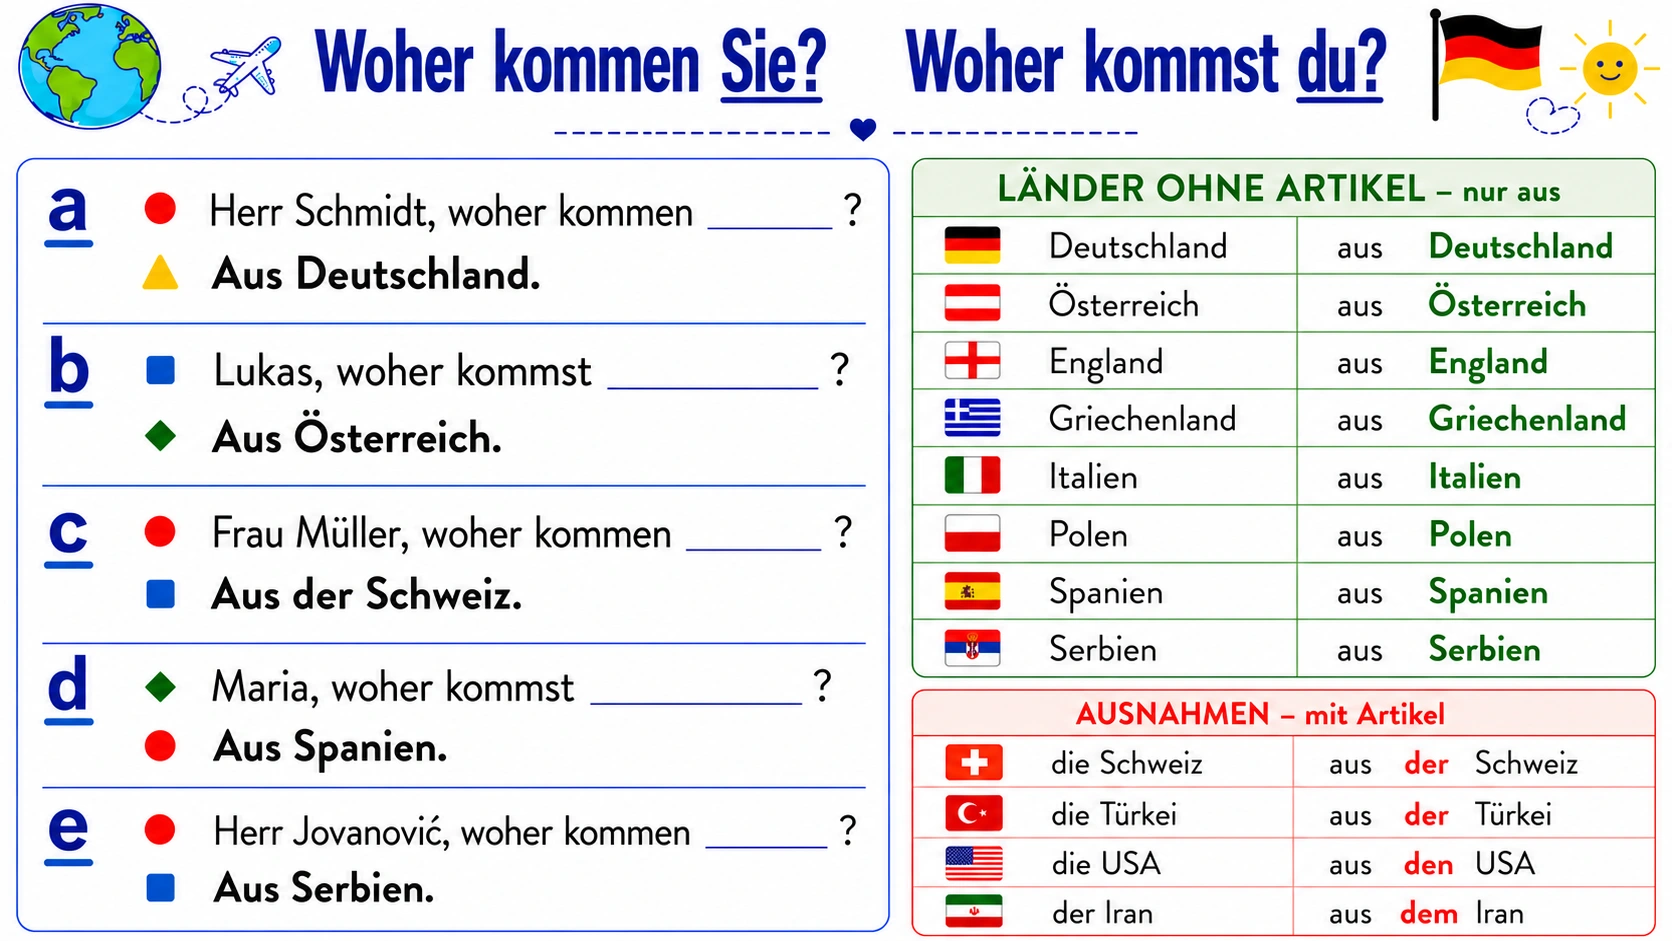 Woher kommen Sie? Woher kommst du?
a Herr Schmidt, woher kommen ______ ?
Aus Deutschland.
b Lukas, woher kommst __________ ?
Aus Österreich.
c Frau Müller, woher kommen ______ ?
Aus der Schweiz.
d Maria, woher kommst __________ ?
Aus Spanien.
e Herr Jovanović, woher kommen ______ ?
Aus Serbien.
LÄNDER OHNE ARTIKEL – nur aus
Deutschland aus Deutschland
Österreich aus Österreich
England aus England
Griechenland aus Griechenland
Italien aus Italien
Polen aus Polen
Spanien aus Spanien
Serbien aus Serbien
AUSNAHMEN – mit Artikel
die Schweiz aus der Schweiz
die Türkei aus der Türkei
die USA aus den USA
der Iran aus dem Iran